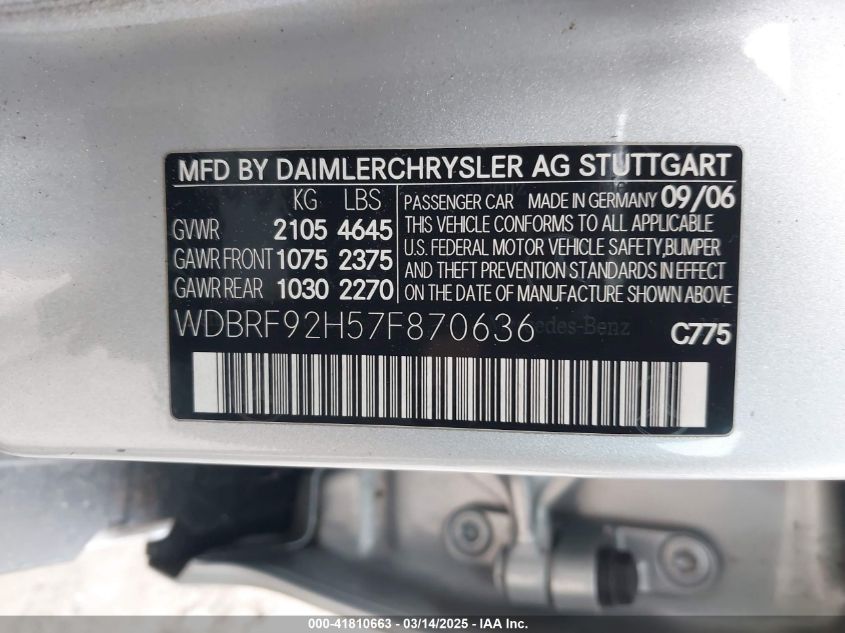 MFD BY DAIMLERCHRYSLER AG STUTTGART
KG LBS
GVWR 2105 4645
GAWR FRONT 1075 2375
GAWR REAR 1030 2270
PASSENGER CAR MADE IN GERMANY 09/06
THIS VEHICLE CONFORMS TO ALL APPLICABLE
U.S. FEDERAL MOTOR VEHICLE SAFETY,BUMPER
AND THEFT PREVENTION STANDARDS IN EFFECT
ON THE DATE OF MANUFACTURE SHOWN ABOVE
WDBRF92H57F870636
C775
000-41810663 - 03/14/2025 - IAAI, Inc.